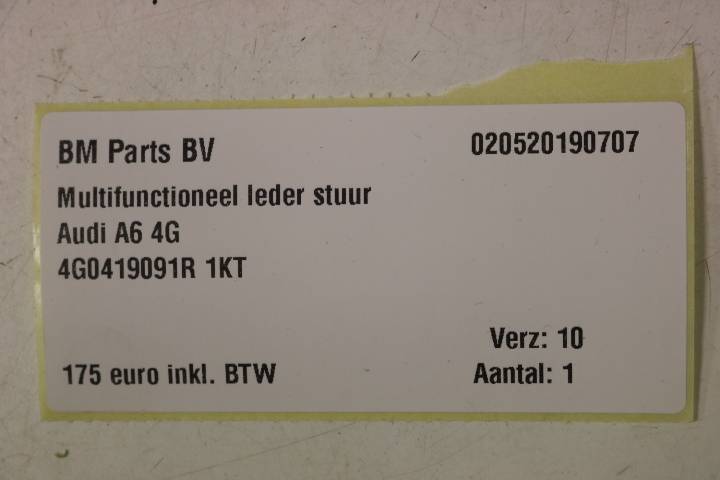 BM Parts BV 020520190707
Multifunctioneel leder stuur
Audi A6 4G
4G0419091R 1KT
Verz: 10
175 euro inkl. BTW Aantal: 1